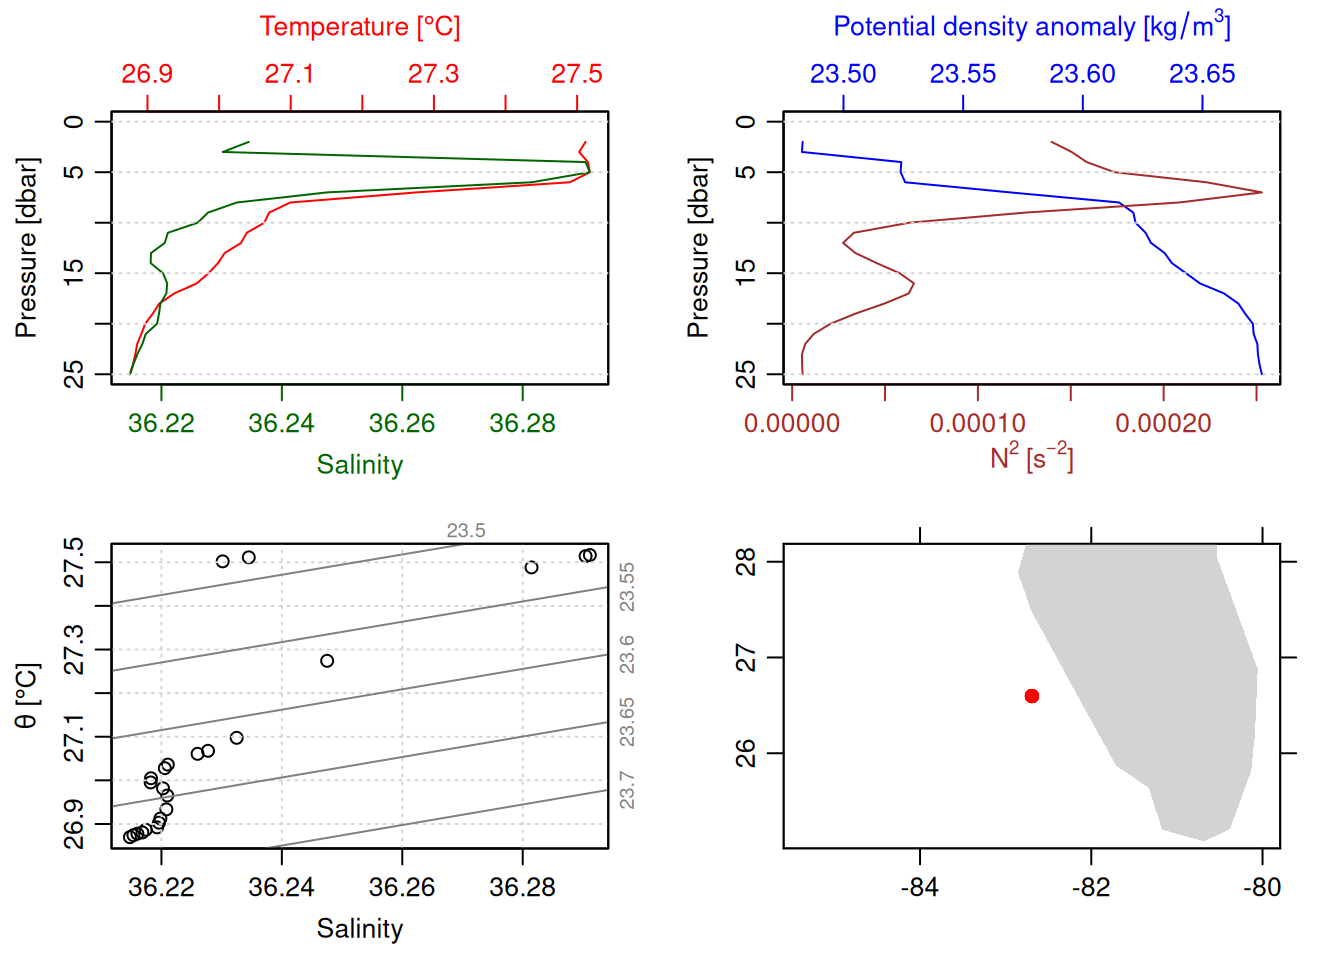 Temperature [°C]
26.9 27.1 27.3 27.5
Pressure [dbar]
0 5 15 25
36.22 36.24 36.26 36.28
Salinity
Potential density anomaly [kg/m³]
23.50 23.55 23.60 23.65
Pressure [dbar]
0 5 15 25
0.00000 0.00010 0.00020
N² [s⁻²]
23.5
θ [°C]
27.5 27.3 27.1 26.9
23.55 23.6 23.65 23.7
36.22 36.24 36.26 36.28
Salinity
28 27 26
-84 -82 -80